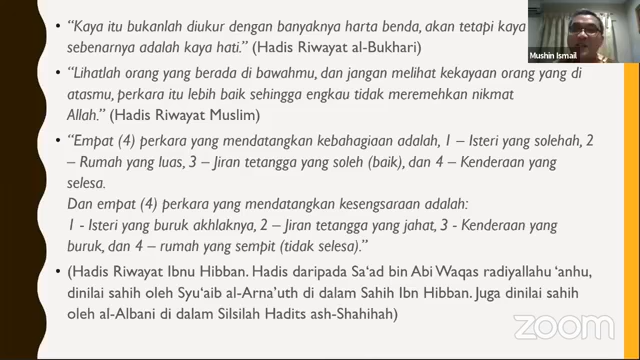 • “Kaya itu bukanlah diukur dengan banyaknya harta benda, akan tetapi kaya
sebenarnya adalah kaya hati.” (Hadis Riwayat al-Bukhari)
• “Lihatlah orang yang berada di bawahmu, dan jangan melihat kekayaan orang yang di
atasmu, perkara itu lebih baik sehingga engkau tidak meremehkan nikmat
Allah.” (Hadis Riwayat Muslim)
• “Empat (4) perkara yang mendatangkan kebahagiaan adalah, 1 – Isteri yang solehah, 2
– Rumah yang luas, 3 – Jiran tetangga yang soleh (baik), dan 4 – Kenderaan yang
selesa.
Dan empat (4) perkara yang mendatangkan kesengsaraan adalah:
1 - Isteri yang buruk akhlaknya, 2 – Jiran tetangga yang jahat, 3 - Kenderaan yang
buruk, dan 4 – rumah yang sempit (tidak selesa).”
• (Hadis Riwayat Ibnu Hibban. Hadis daripada Sa‘ad bin Abi Waqas radiyallahu ‘anhu,
dinilai sahih oleh Syu‘aib al-Arna’uth di dalam Sahih Ibn Hibban. Juga dinilai sahih
oleh al-Albani di dalam Silsilah Hadits ash-Shahihah)
Mushin Ismail
zoom